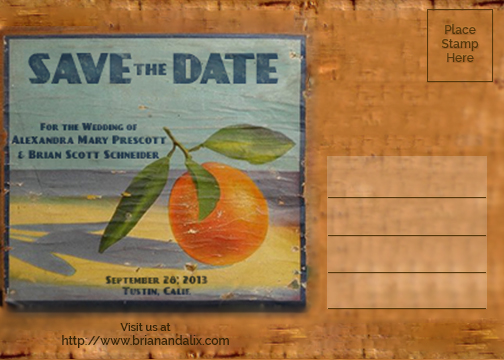 SAVE THE DATE
FOR THE WEDDING OF
ALEXANDRA MARY PRESCOTT
& BRIAN SCOTT SCHNEIDER
SEPTEMBER 28, 2013
TUSTIN, CALIF.
Visit us at
http://www.brianandalix.com
Place
Stamp
Here